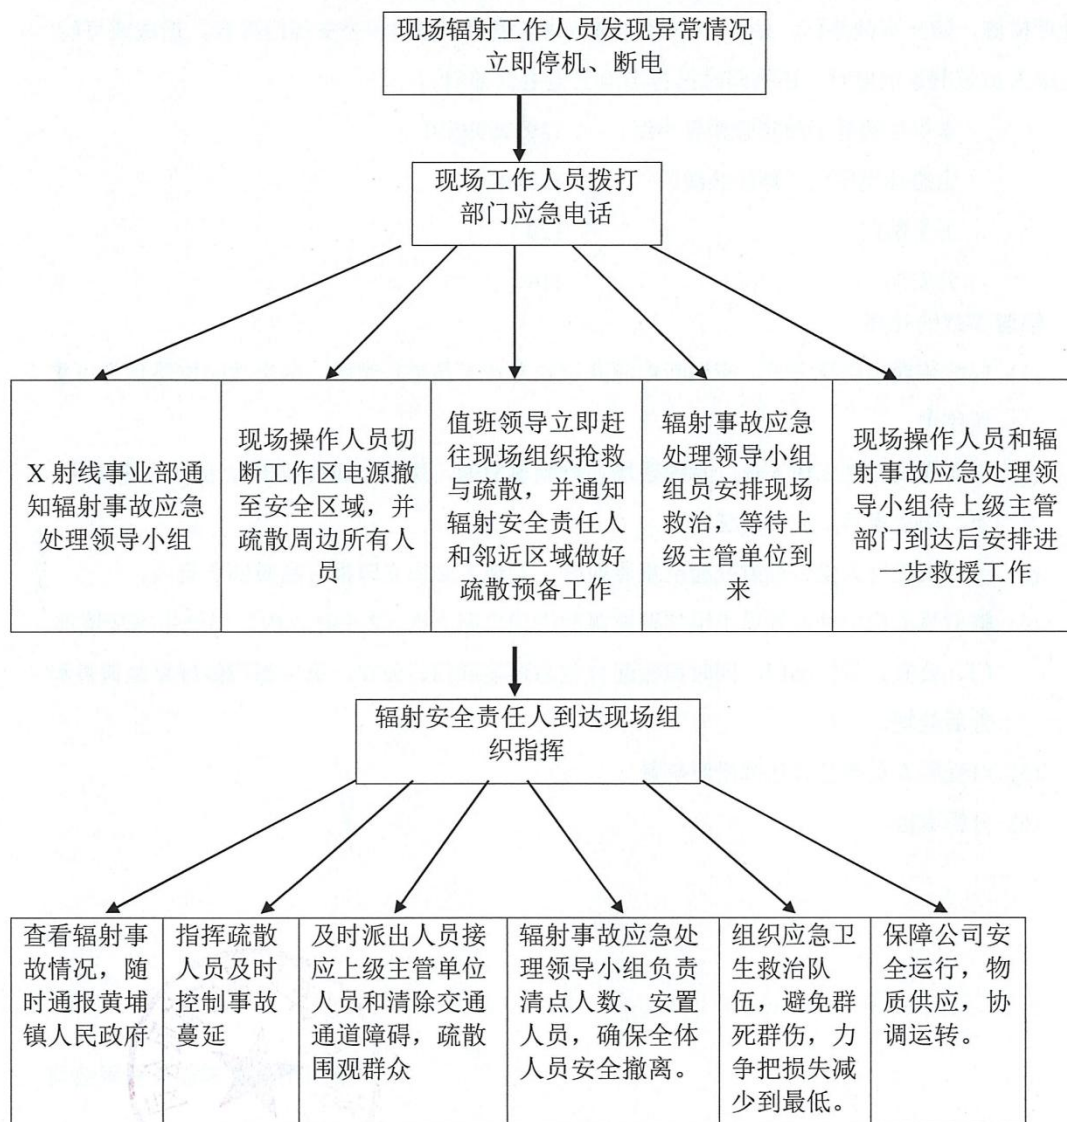 现场辐射工作人员发现异常情况
立即停机、断电
现场工作人员拨打
部门应急电话
X 射线事业部通
知辐射事故应急
处理领导小组
现场操作人员切
断工作区电源撤
至安全区域，并
疏散周边所有人
员
值班领导立即赶
往现场组织抢救
与疏散，并通知
辐射安全责任人
和邻近区域做好
疏散预备工作
辐射事故应急
处理领导小组
组员安排现场
救治，等待上
级主管单位到
来
现场操作人员和辐
射事故应急处理领
导小组待上级主管
部门到达后安排进
一步救援工作
辐射安全责任人到达现场组
织指挥
查看辐射事
故情况，随
时通报黄埔
镇人民政府
指挥疏散
人员及时
控制事故
蔓延
及时派出人员接
应上级主管单位
人员和清除交通
通道障碍，疏散
围观群众
辐射事故应急处
理领导小组负责
清点人数、安置
人员，确保全体
人员安全撤离。
组织应急卫
生救治队
伍，避免群
死群伤，力
争把损失减
少到最低。
保障公司安
全运行，物
质供应，协
调运转。